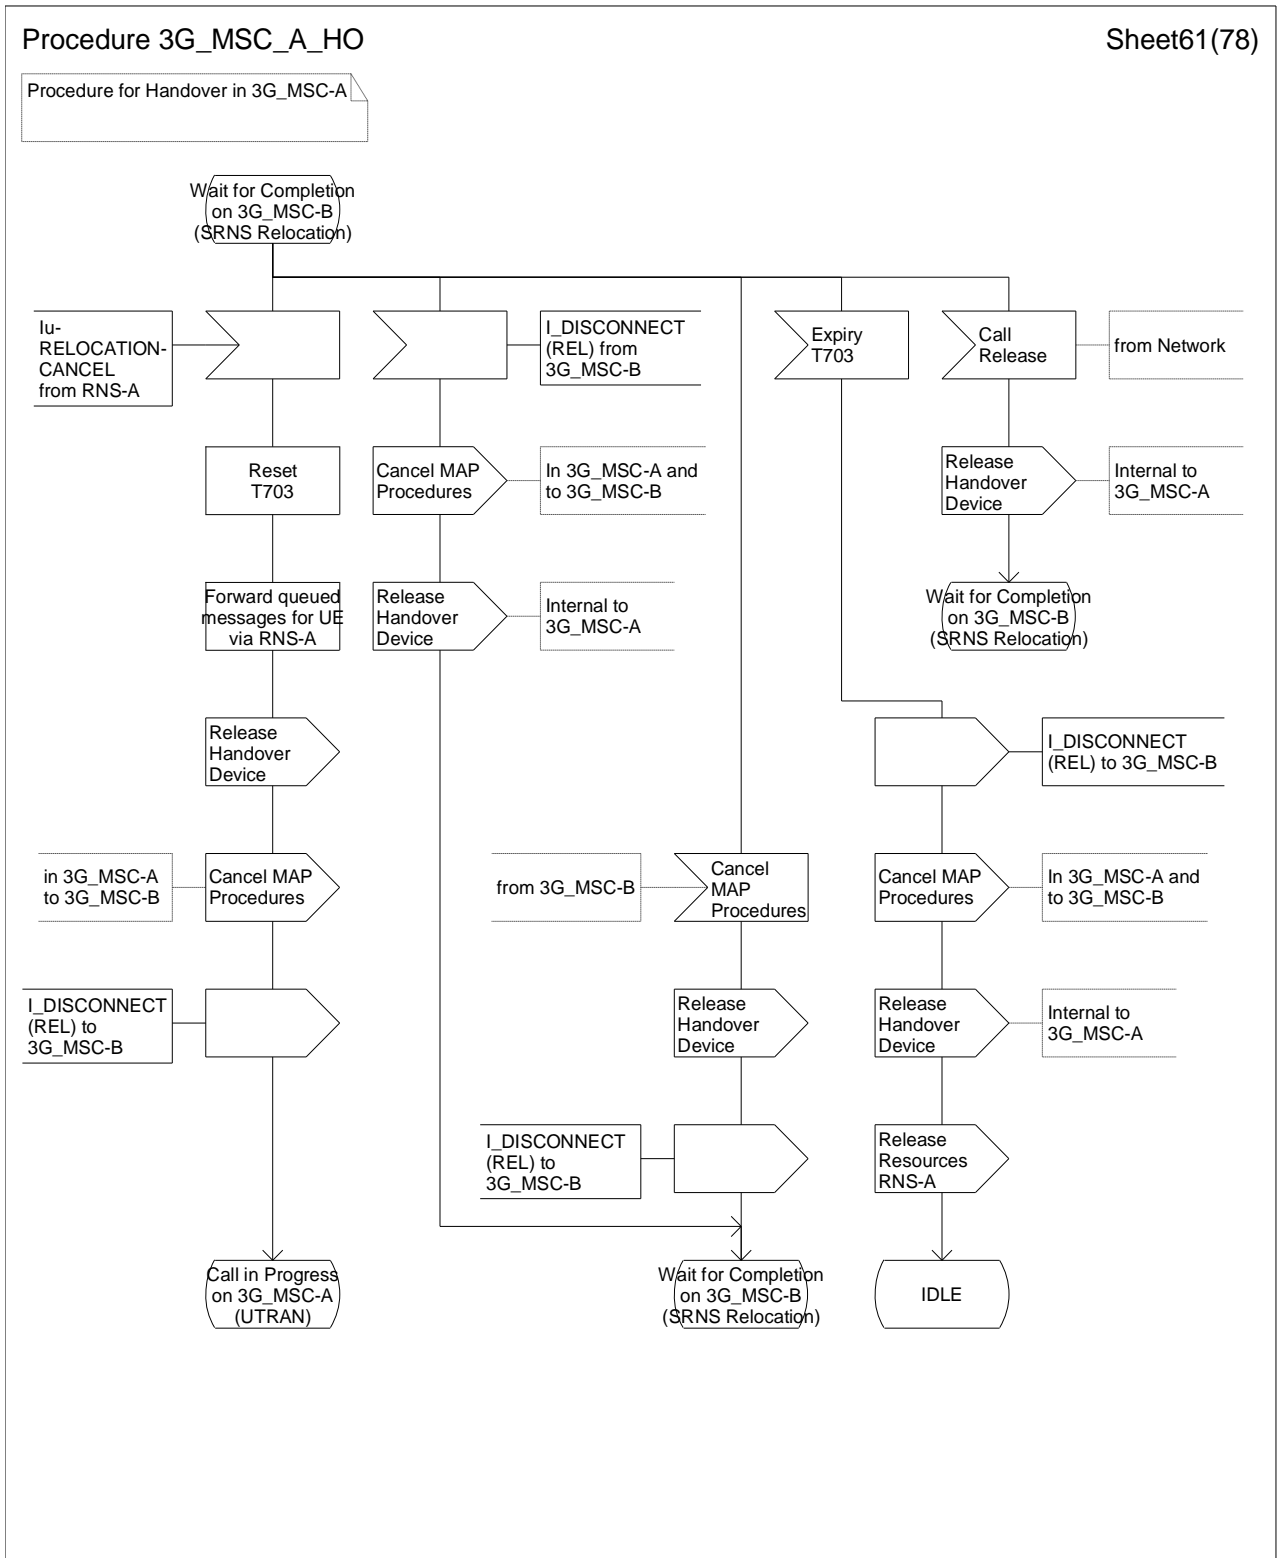 Procedure 3G_MSC_A_HO
Sheet61(78)
Procedure for Handover in 3G_MSC-A
Wait for Completion
on 3G_MSC-B
(SRNS Relocation)
Iu-
RELOCATION-
CANCEL
from RNS-A
I_DISCONNECT
(REL) from
3G_MSC-B
Expiry
T703
Call
Release
from Network
Reset
T703
Cancel MAP
Procedures
In 3G_MSC-A and
to 3G_MSC-B
Release
Handover
Device
Internal to
3G_MSC-A
Forward queued
messages for UE
via RNS-A
Release
Handover
Device
Internal to
3G_MSC-A
Wait for Completion
on 3G_MSC-B
(SRNS Relocation)
Release
Handover
Device
I_DISCONNECT
(REL) to 3G_MSC-B
in 3G_MSC-A
to 3G_MSC-B
Cancel MAP
Procedures
from 3G_MSC-B
Cancel
MAP
Procedures
Cancel MAP
Procedures
In 3G_MSC-A and
to 3G_MSC-B
I_DISCONNECT
(REL) to
3G_MSC-B
Release
Handover
Device
Release
Handover
Device
Internal to
3G_MSC-A
I_DISCONNECT
(REL) to
3G_MSC-B
Release
Resources
RNS-A
Call in Progress
on 3G_MSC-A
(UTRAN)
Wait for Completion
on 3G_MSC-B
(SRNS Relocation)
IDLE